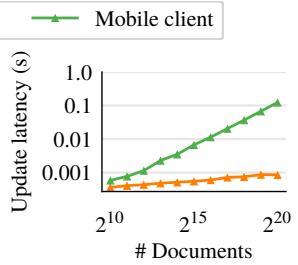 Mobile client
Update latency (s)
1.0
0.1
0.01
0.001
2^10 2^15 2^20
# Documents